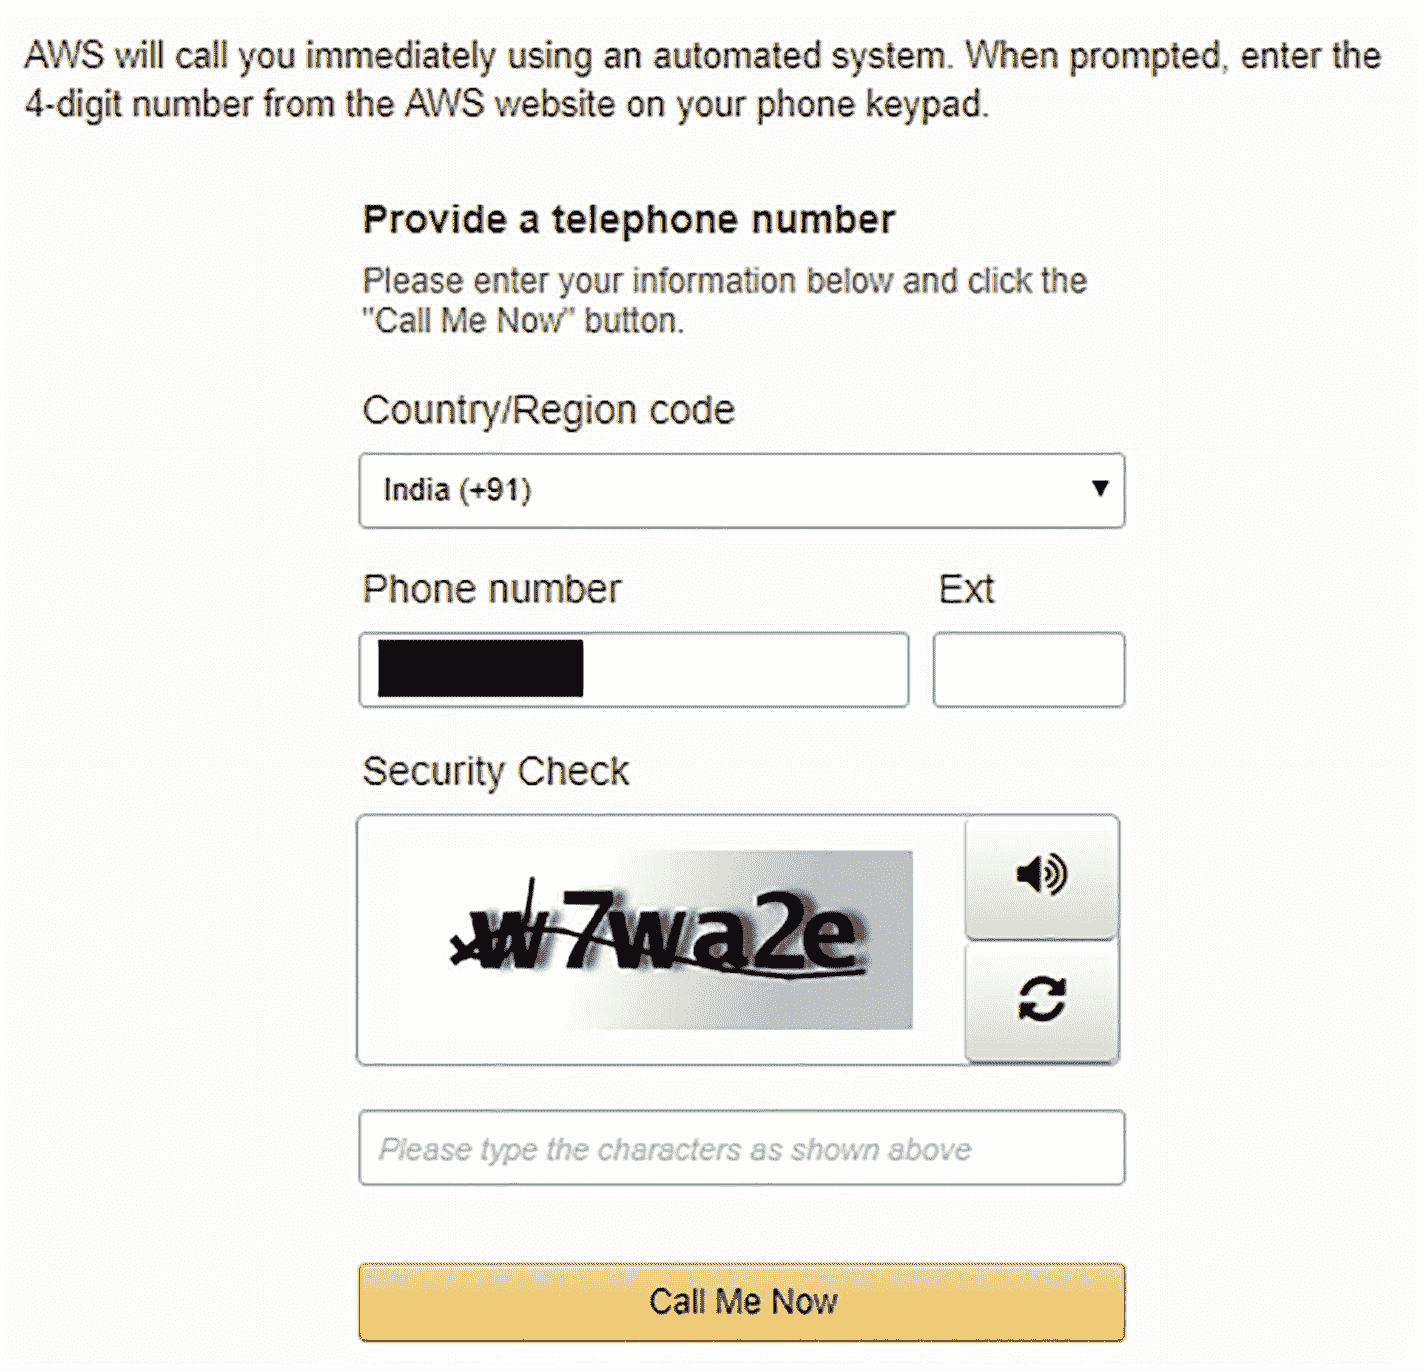 AWS will call you immediately using an automated system. When prompted, enter the
4-digit number from the AWS website on your phone keypad.
Provide a telephone number
Please enter your information below and click the
"Call Me Now" button.
Country/Region code
India (+91)
Phone number Ext
Security Check
w7wa2e
Please type the characters as shown above
Call Me Now